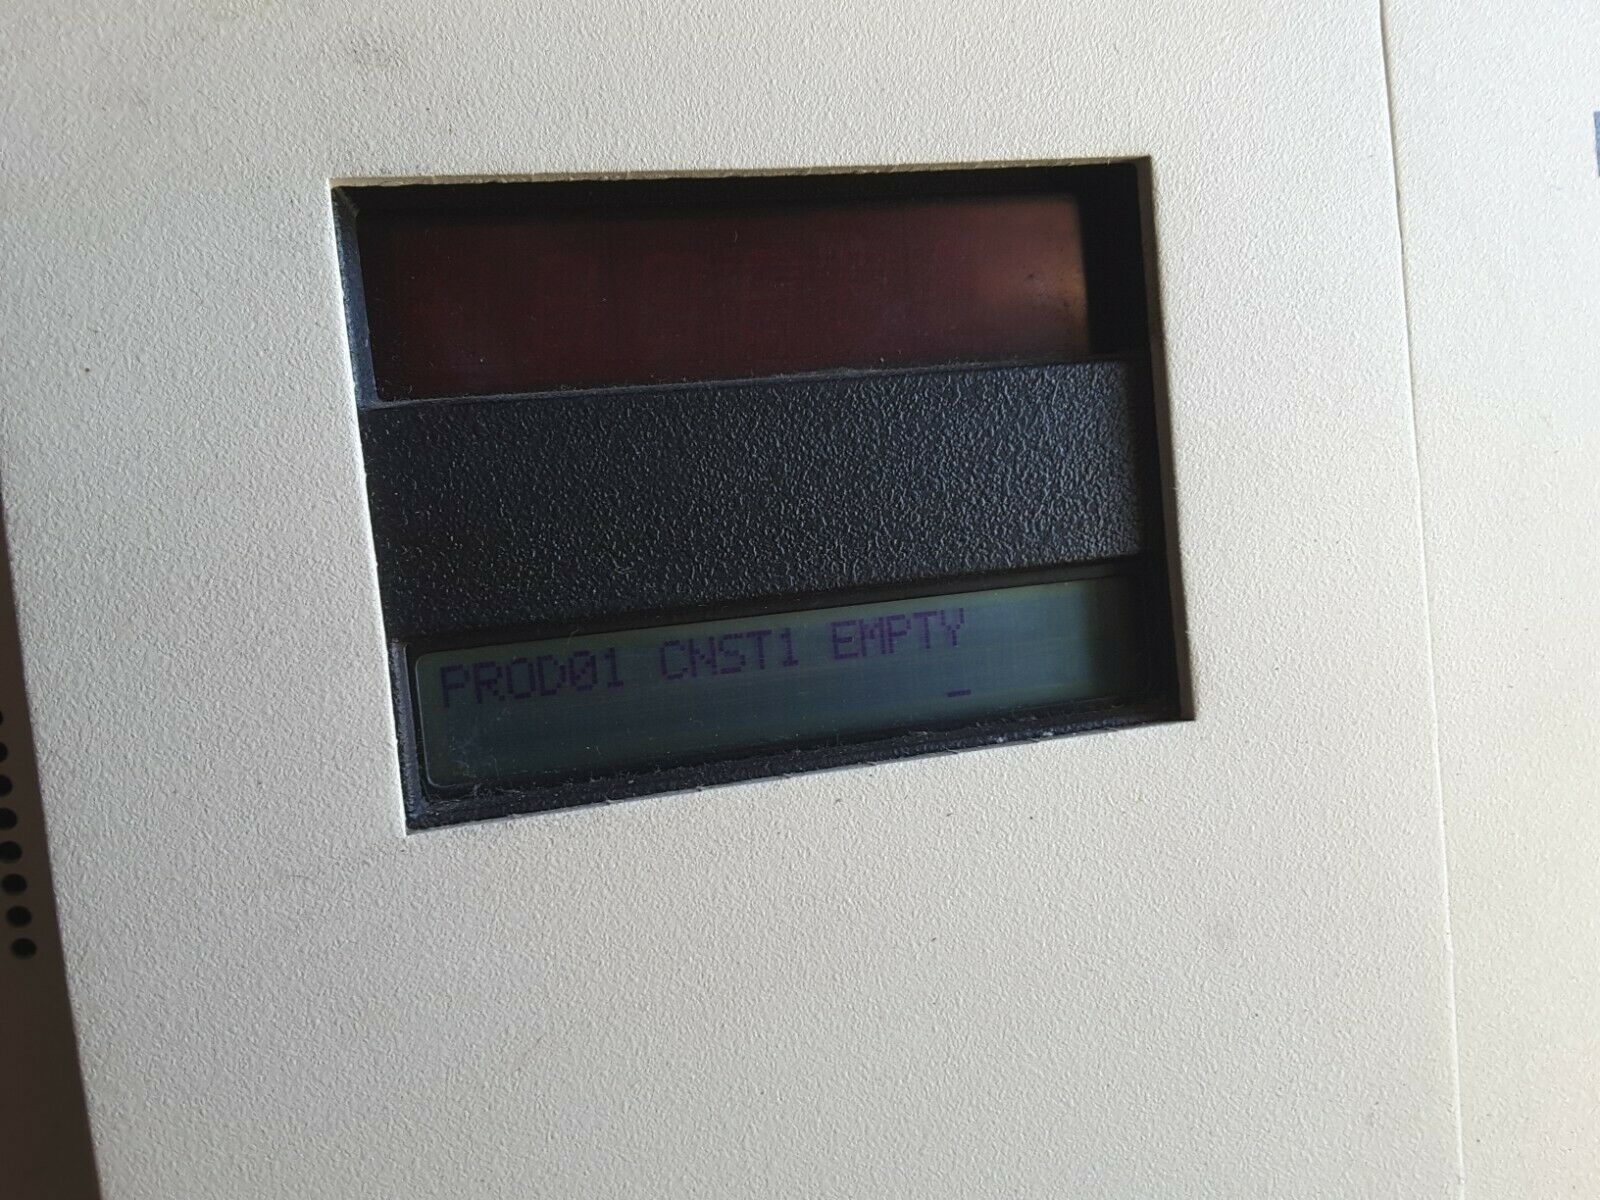 PROD01 CNST1 EMPTY
_